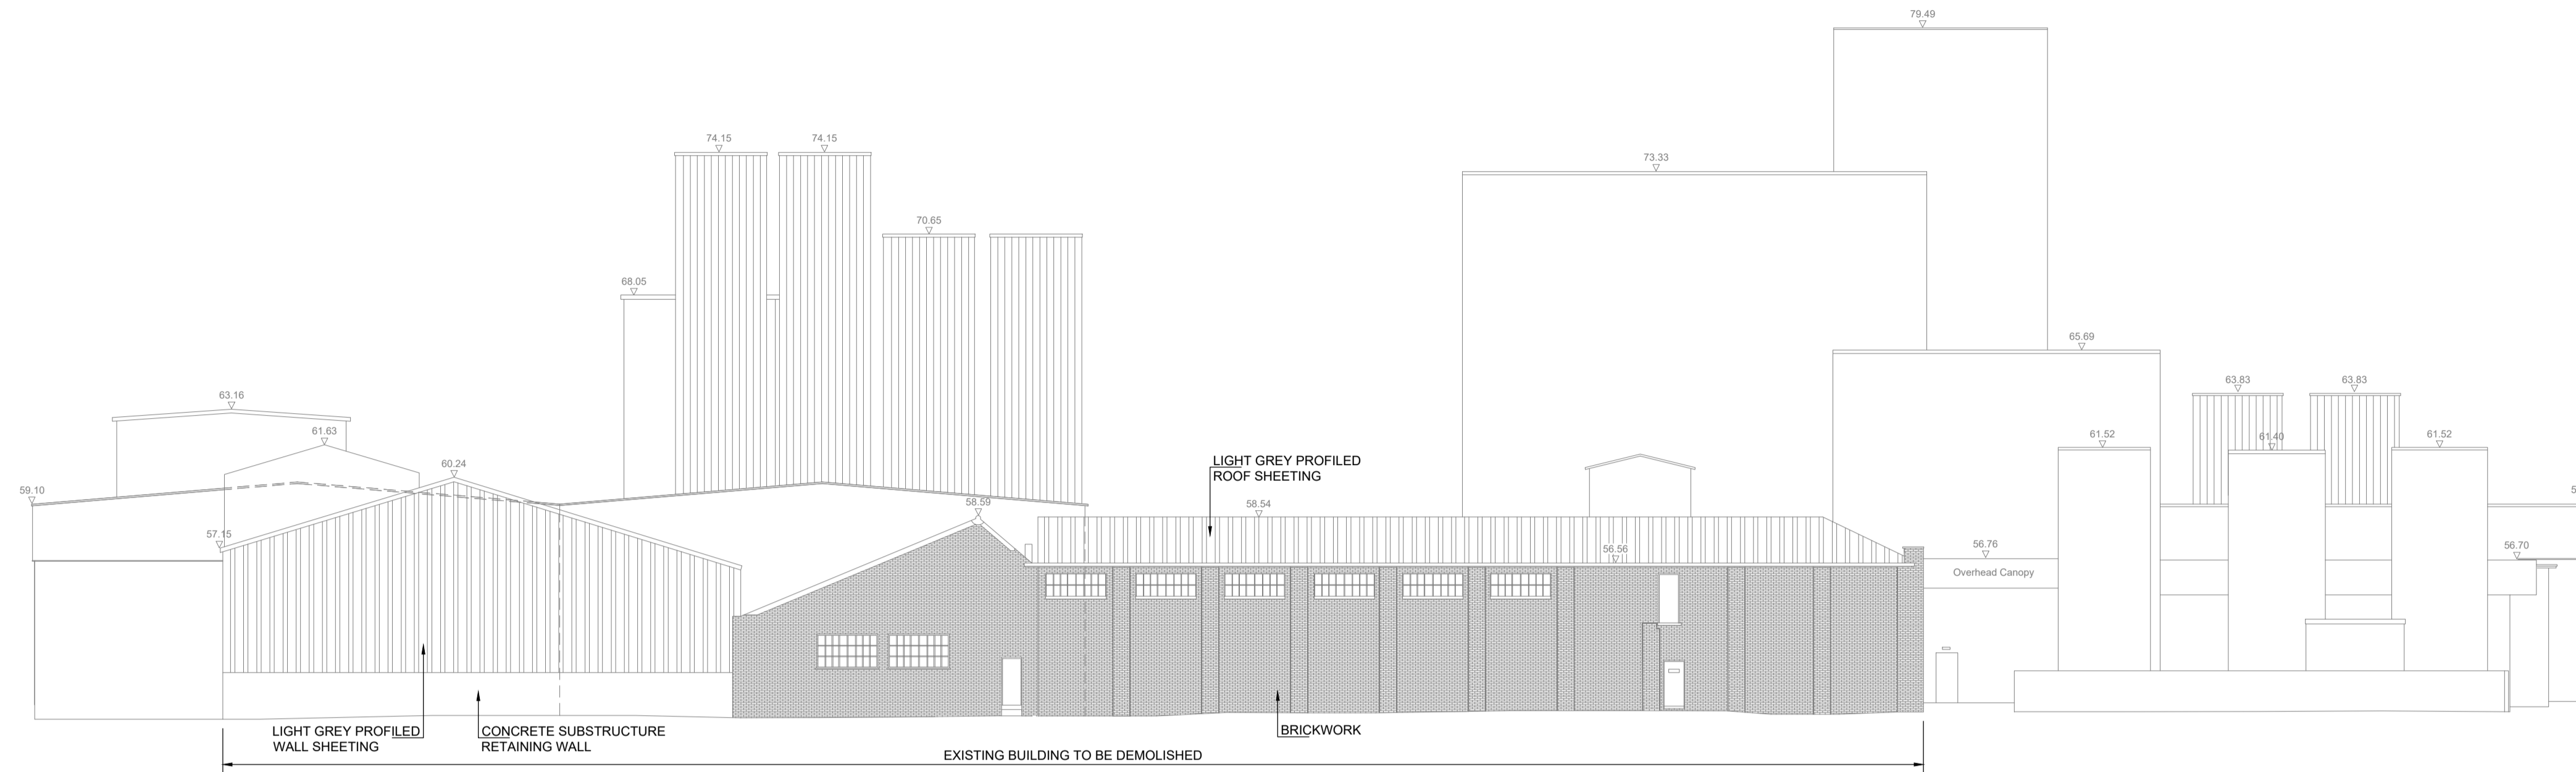 79.49
74.15
74.15
73.33
70.65
68.05
65.69
63.16
63.83
63.83
61.63
61.52
61.40
61.52
60.24
LIGHT GREY PROFILED
ROOF SHEETING
59.10
58.59
58.54
57.15
56.56
56.76
56.70
Overhead Canopy
LIGHT GREY PROFILED
WALL SHEETING
CONCRETE SUBSTRUCTURE
RETAINING WALL
BRICKWORK
EXISTING BUILDING TO BE DEMOLISHED